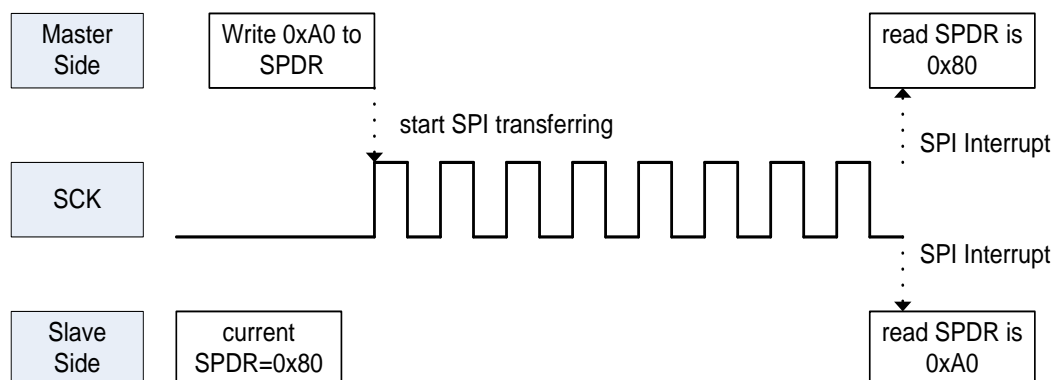 Master
Side
Write 0xA0 to
SPDR
read SPDR is
0x80
start SPI transferring
SPI Interrupt
SCK
SPI Interrupt
Slave
Side
current
SPDR=0x80
read SPDR is
0xA0